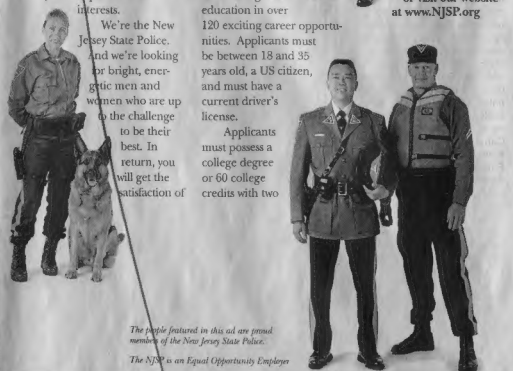 interests.
We're the New
Jersey State Police.
And we're looking
for bright, ener-
getic men and
women who are up
to the challenge
to be their
best. In
return, you
will get the
satisfaction of
education in over
120 exciting career opportu-
nities. Applicants must
be between 18 and 35
years old, a US citizen,
and must have a
current driver's
license.
Applicants
must possess a
college degree
or 60 college
credits with two
or visit our website
at www.NJSP.org
The people featured in this ad are proud
members of the New Jersey State Police.
The NJSP is an Equal Opportunity Employer